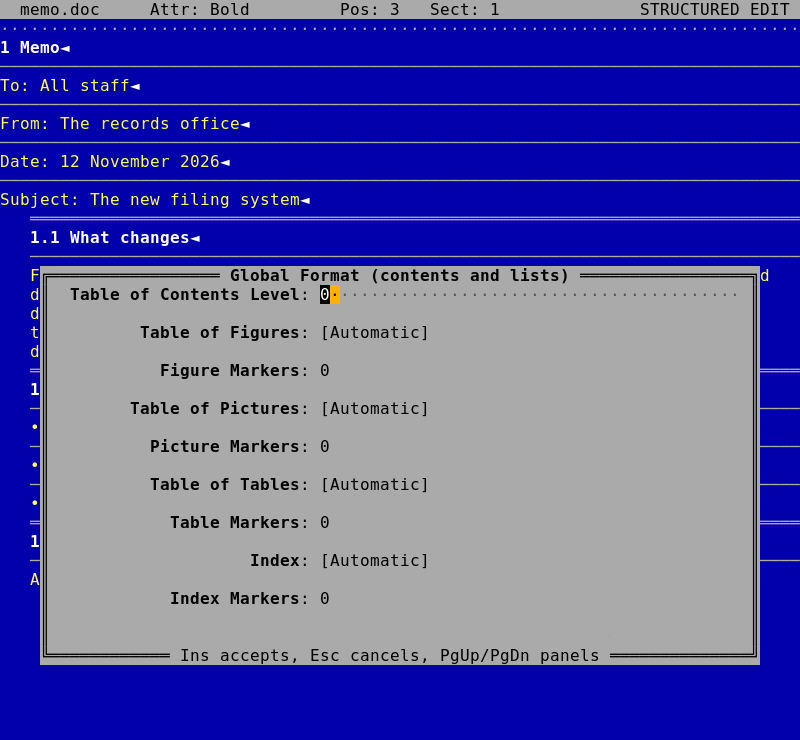 memo.doc Attr: Bold Pos: 3 Sect: 1 STRUCTURED EDIT
1 Memo◄
To: All staff◄
From: The records office◄
Date: 12 November 2026◄
Subject: The new filing system◄
1.1 What changes◄
F d
Global Format (contents and lists)
d
Table of Contents Level: 0
d
t
Table of Figures: [Automatic]
d
Figure Markers: 0
1
Table of Pictures: [Automatic]
•
Picture Markers: 0
•
Table of Tables: [Automatic]
•
Table Markers: 0
1
Index: [Automatic]
A
Index Markers: 0
Ins accepts, Esc cancels, PgUp/PgDn panels